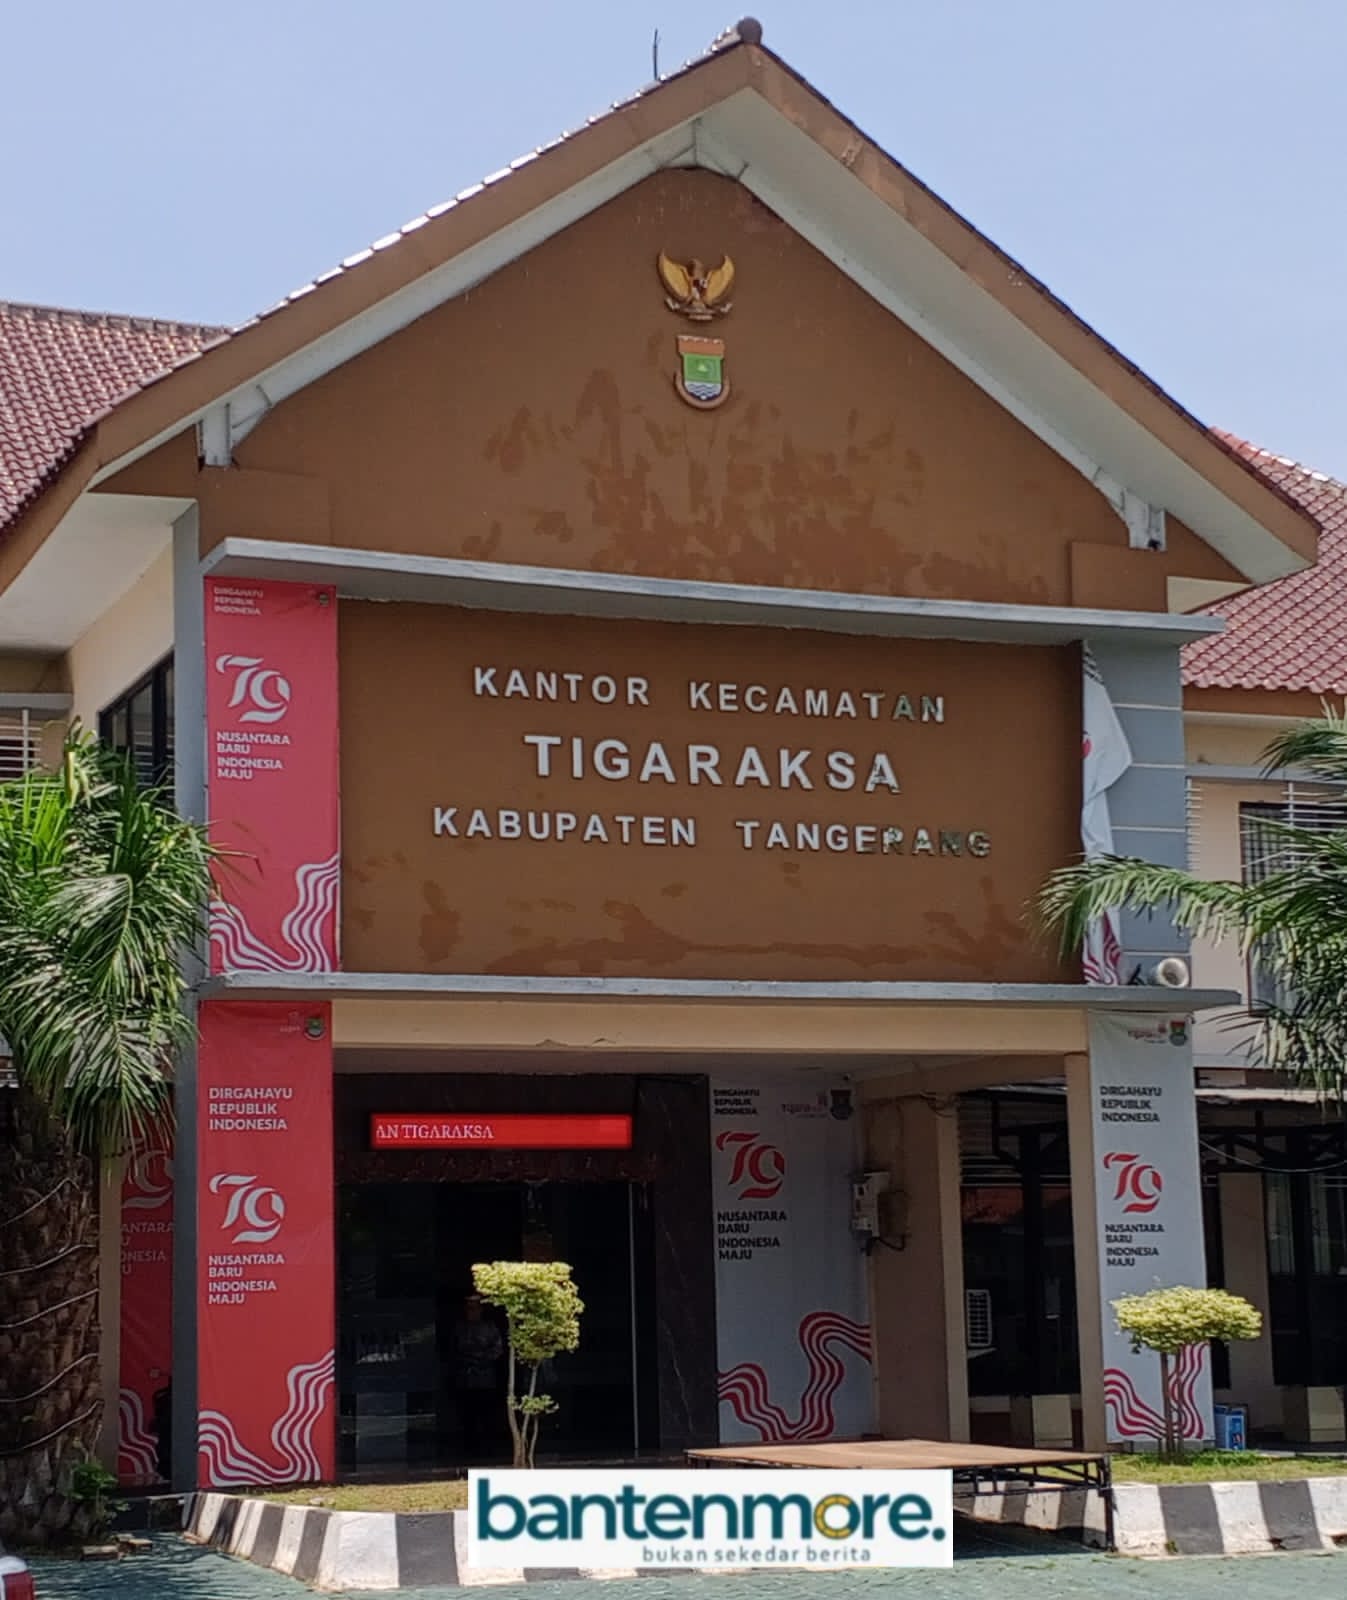 DIRGAHAYU
REPUBLIK
INDONESIA
79
NUSANTARA
BARU
INDONESIA
MAJU
KANTOR KECAMATAN
TIGARAKSA
KABUPATEN TANGERANG
DIRGAHAYU
REPUBLIK
INDONESIA
79
NUSANTARA
BARU
INDONESIA
MAJU
AN TIGARAKSA
DIRGAHAYU
REPUBLIK
INDONESIA
79
NUSANTARA
BARU
INDONESIA
MAJU
DIRGAHAYU
REPUBLIK
INDONESIA
79
NUSANTARA
BARU
INDONESIA
MAJU
bantenmore.
bukan sekedar berita